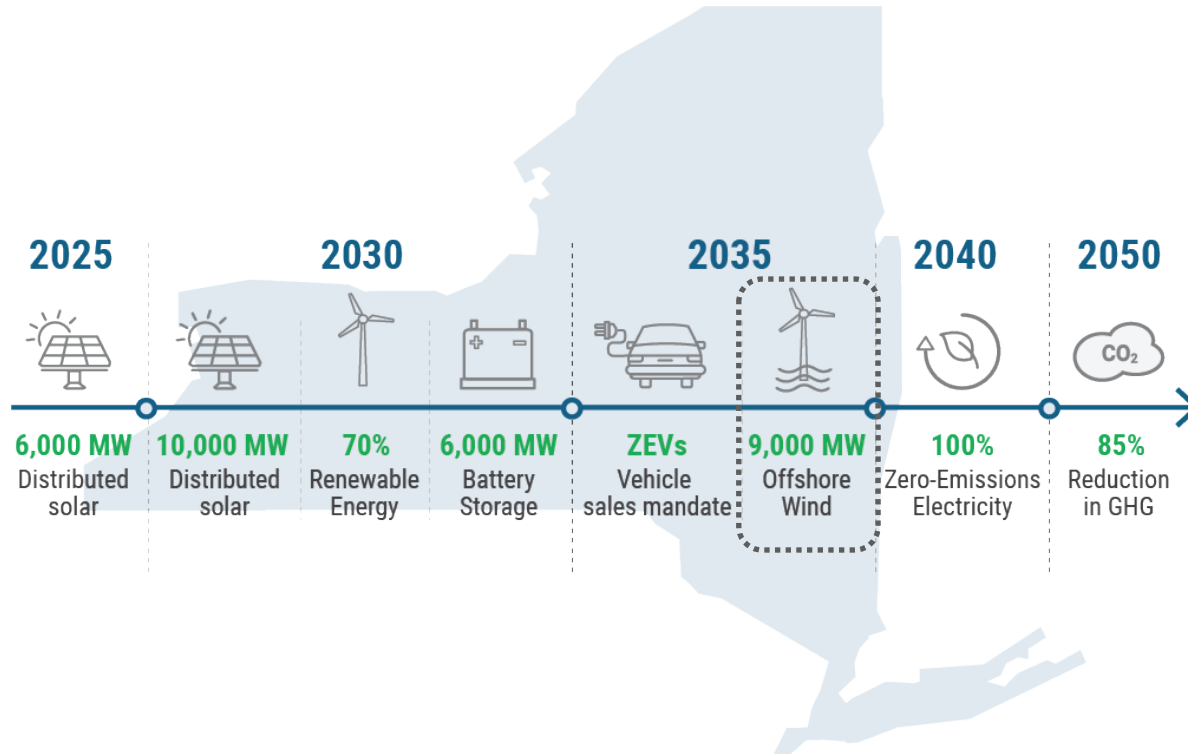 2025
2030
2035
2040
2050
+ -
CO₂
6,000 MW
Distributed
solar
10,000 MW
Distributed
solar
70%
Renewable
Energy
6,000 MW
Battery
Storage
ZEVs
Vehicle
sales mandate
9,000 MW
Offshore
Wind
100%
Zero-Emissions
Electricity
85%
Reduction
in GHG